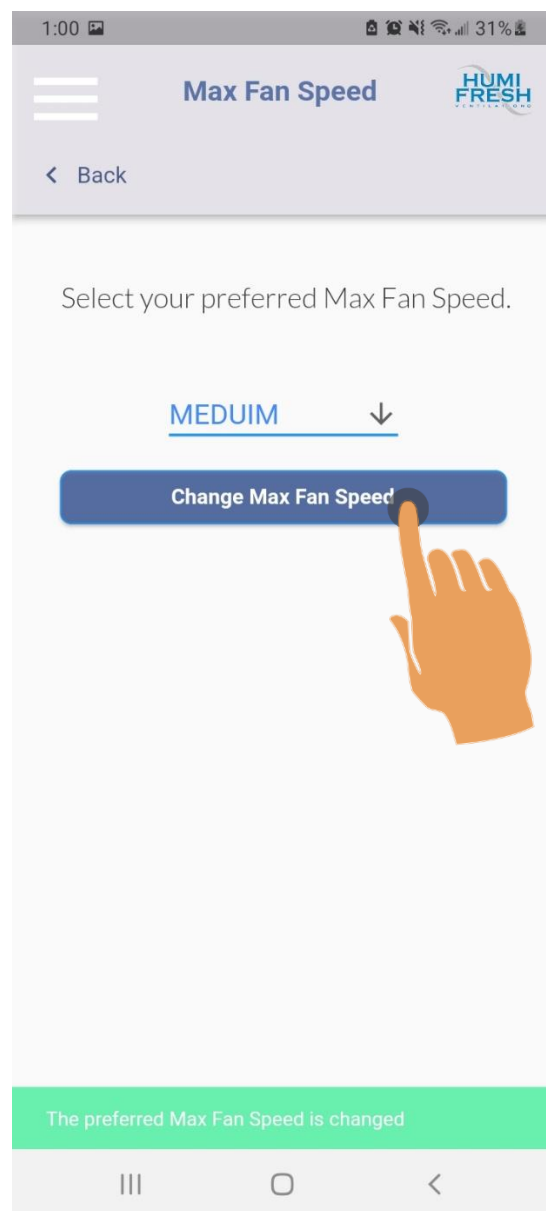 1:00
31%
Max Fan Speed
HUMI
FRESH
VENTILATIONS
Back
Select your preferred Max Fan Speed.
MEDUIM
Change Max Fan Speed
The preferred Max Fan Speed is changed